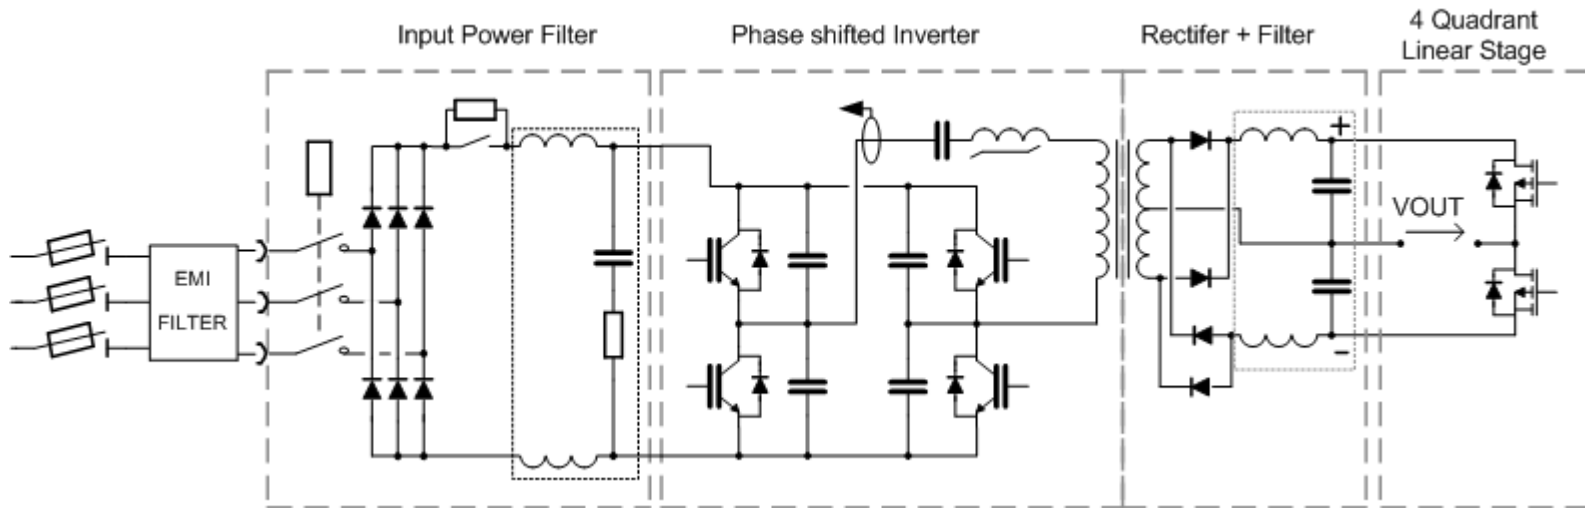 Input Power Filter
Phase shifted Inverter
Rectifer + Filter
4 Quadrant
Linear Stage
EMI
FILTER
+
VOUT
-